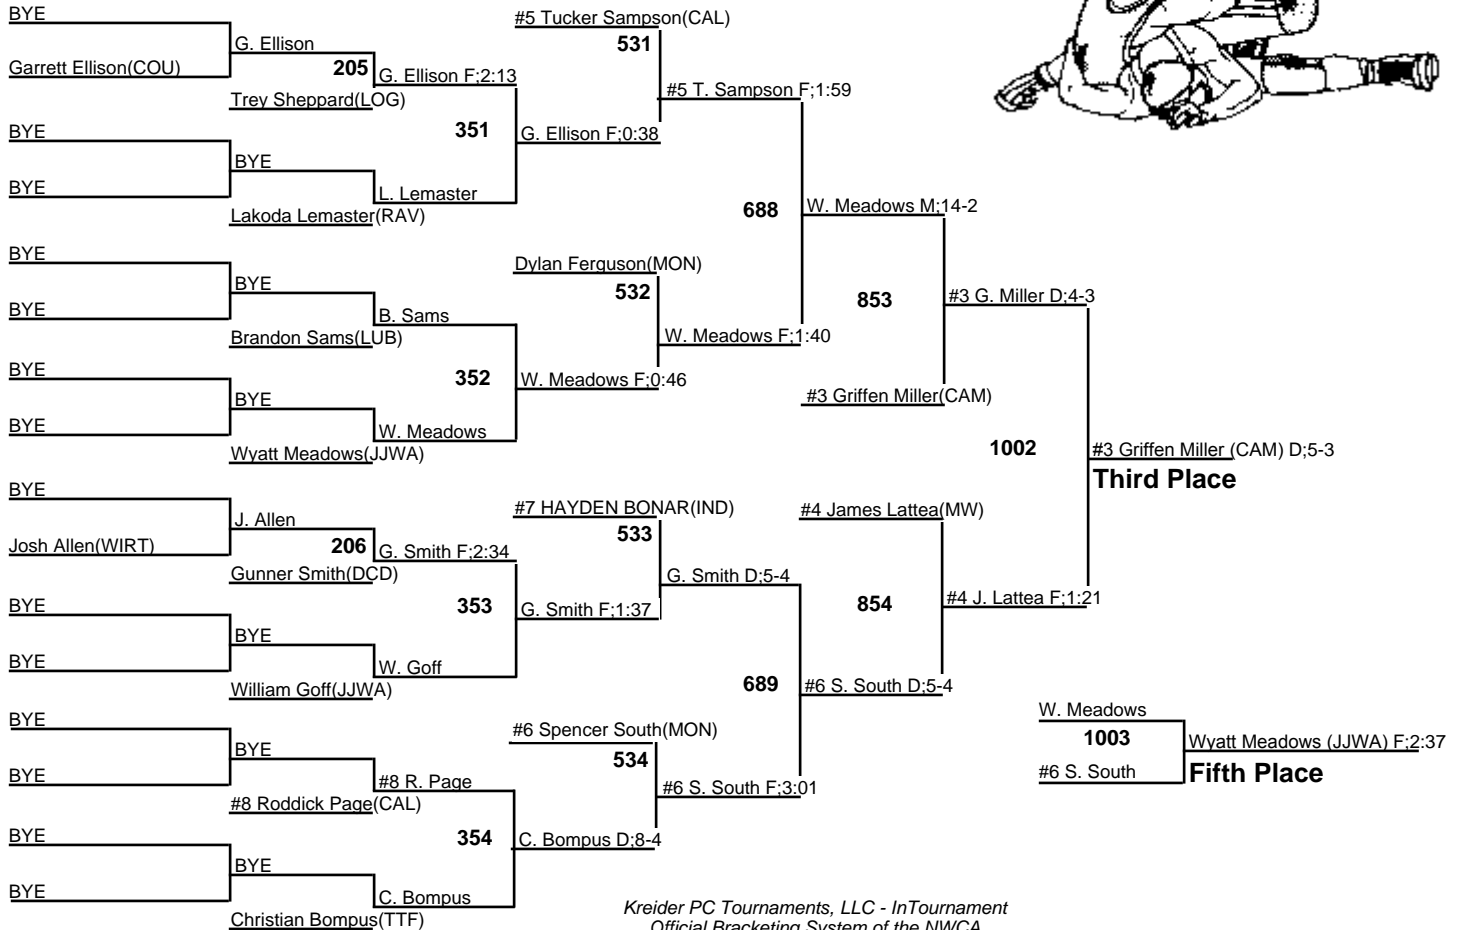 BYE
#5 Tucker Sampson(CAL)
G. Ellison
531
Garrett Ellison(COU)
205
G. Ellison F;2:13
#5 T. Sampson F;1:59
Trey Sheppard(LOG)
BYE
351
G. Ellison F;0:38
BYE
BYE
L. Lemaster
688
W. Meadows M;14-2
Lakoda Lemaster(RAV)
BYE
Dylan Ferguson(MON)
BYE
532
853
#3 G. Miller D;4-3
BYE
B. Sams
Brandon Sams(LUB)
W. Meadows F;1:40
BYE
352
W. Meadows F;0:46
BYE
#3 Griffen Miller(CAM)
BYE
W. Meadows
1002
#3 Griffen Miller (CAM) D;5-3
Wyatt Meadows(JJWA)
Third Place
BYE
#7 HAYDEN BONAR(IND)
#4 James Lattea(MW)
J. Allen
533
Josh Allen(WIRT)
206
G. Smith F;2:34
Gunner Smith(DCD)
G. Smith D;5-4
BYE
353
G. Smith F;1:37
854
#4 J. Lattea F;1:21
BYE
BYE
W. Goff
William Goff(JJWA)
689
#6 S. South D;5-4
BYE
#6 Spencer South(MON)
W. Meadows
BYE
534
1003
Wyatt Meadows (JJWA) F;2:37
BYE
#8 R. Page
#6 S. South F;3:01
#6 S. South
Fifth Place
#8 Roddick Page(CAL)
BYE
354
C. Bompus D;8-4
BYE
BYE
C. Bompus
Christian Bompus(TTF)
Kreider PC Tournaments, LLC - InTournament
Official Bracketing System of the NWCA